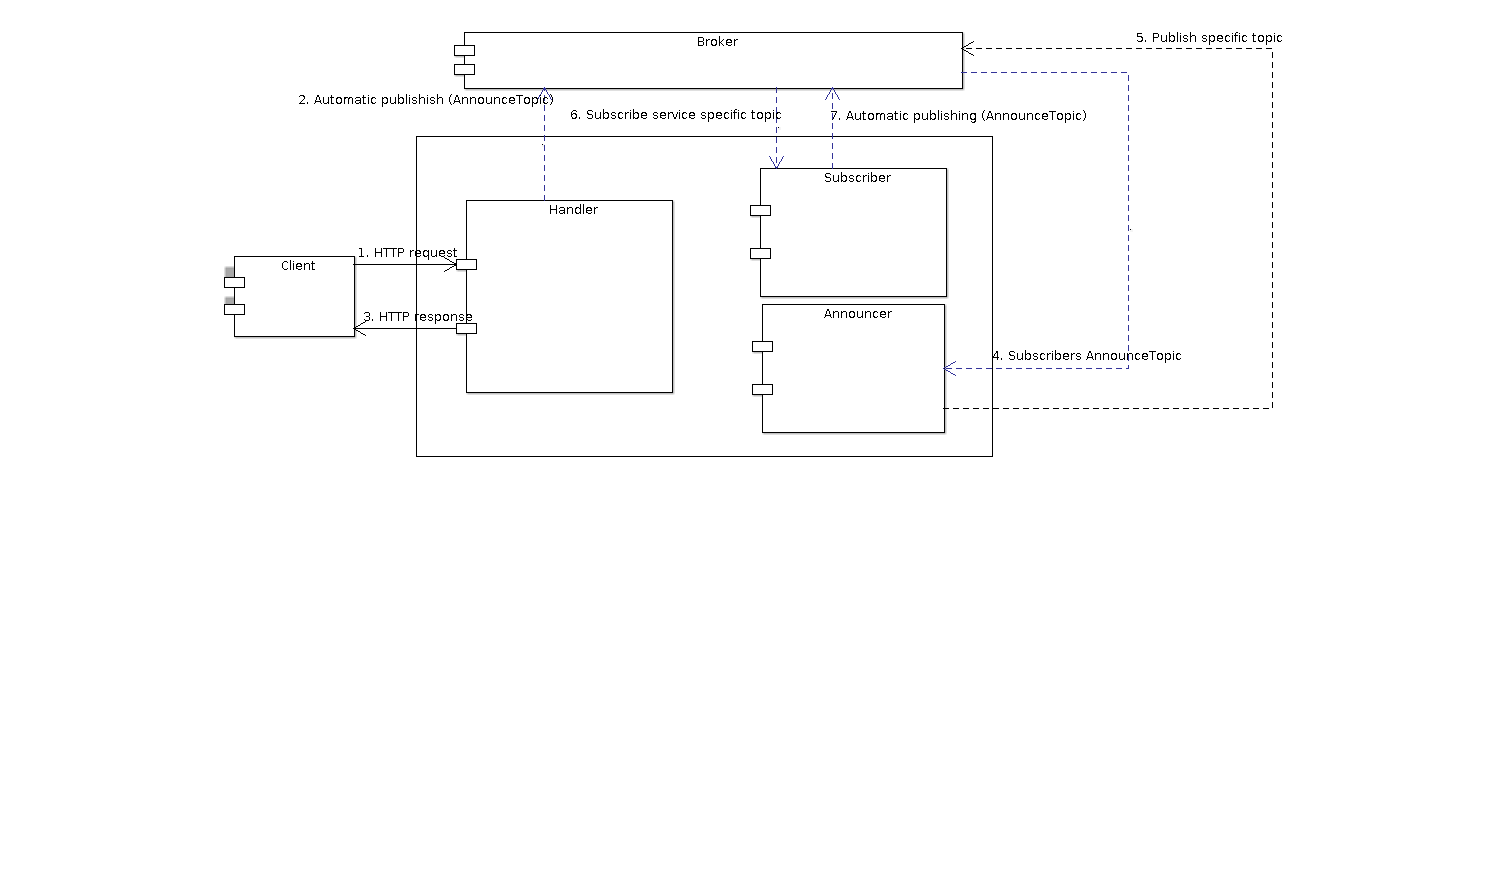 5. Publish specific topic
Broker
2. Automatic publishish (AnnounceTopic)
6. Subscribe service specific topic
7. Automatic publishing (AnnounceTopic)
Subscriber
Handler
1. HTTP request
Client
3. HTTP response
Announcer
4. Subscribers AnnounceTopic